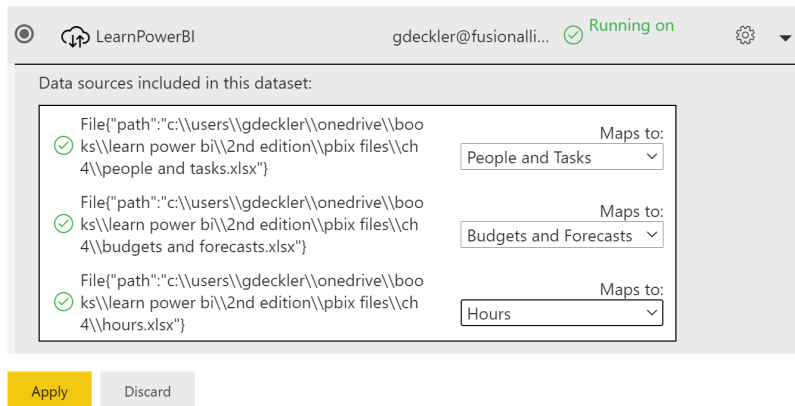 LearnPowerBI gdeckler@fusionalli... Running on
Data sources included in this dataset:
File{"path":"c:\\users\\gdeckler\\onedrive\\boo
ks\\learn power bi\\2nd edition\\pbix files\\ch
4\\people and tasks.xlsx"}
Maps to:
People and Tasks
File{"path":"c:\\users\\gdeckler\\onedrive\\boo
ks\\learn power bi\\2nd edition\\pbix files\\ch
4\\budgets and forecasts.xlsx"}
Maps to:
Budgets and Forecasts
File{"path":"c:\\users\\gdeckler\\onedrive\\boo
ks\\learn power bi\\2nd edition\\pbix files\\ch
4\\hours.xlsx"}
Maps to:
Hours
Apply Discard